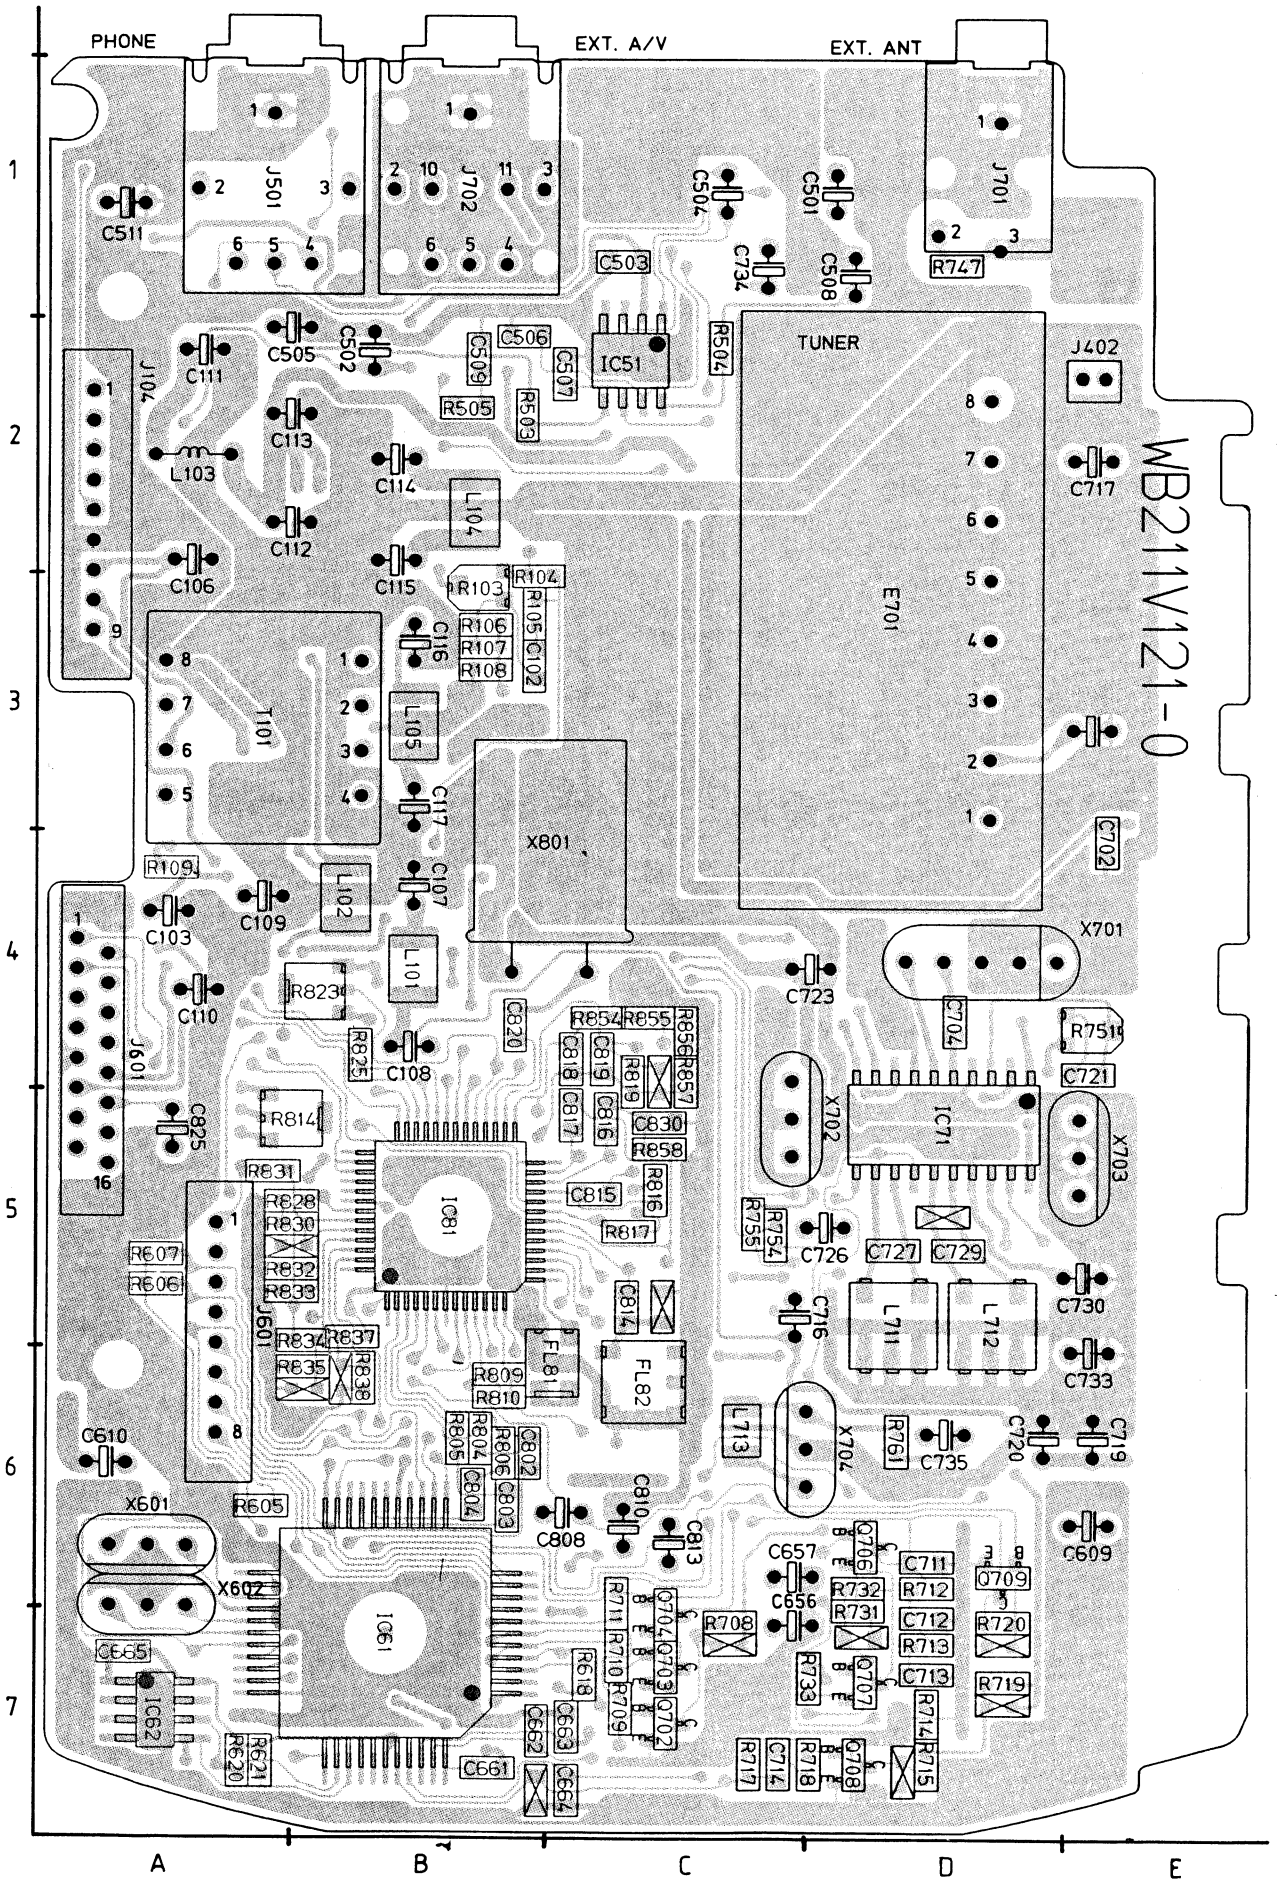 PHONE
EXT. A/V
EXT. ANT
1
1
1
J501
J702
J701
2
3
2
10
11
3
2
3
6
5
4
6
5
4
C511
C504
C501
C734
C508
C503
R747
1
2
3
4
5
6
7
A
B
C
D
E
WB211V121-0
J104
1
9
C111
C505
C502
C509
C506
C507
IC51
R504
TUNER
J402
R505
R503
C113
L103
C114
L104
C112
C106
C115
C717
8
7
6
5
4
3
2
1
E701
R103
R104
R105
R106
R107
R108
C102
C116
8
7
6
5
1
2
3
4
T101
L105
C117
X801
C702
R109
C103
C109
L102
C107
L101
C110
R823
R825
C108
C820
C723
X701
C704
R751
C721
1
16
J601
C825
R814
R854
R855
R856
R857
C818
C819
R819
C817
C816
C830
R858
C815
R816
R817
X702
IC71
X703
R831
R828
R830
R832
R833
IC81
R607
R606
1
8
J601
R834
R837
R835
R838
R755
R754
C726
C727
C729
C814
C716
L711
L712
C730
C733
FL81
FL82
R809
R810
R805
R804
R806
C802
C804
C803
C610
X601
R605
X602
L713
X704
R761
C735
C720
C719
C808
C810
C813
C657
C656
B
E
C
Q706
C711
R732
R712
R731
C712
R713
E
B
C
Q709
R720
C609
IC61
C665
IC62
R711
R710
R709
R618
B
E
C
Q704
B
E
C
Q703
B
E
C
Q702
R708
R733
B
E
C
Q707
C713
R719
R714
R715
R620
R621
C661
C662
C663
C664
R717
C714
R718
B
E
C
Q708